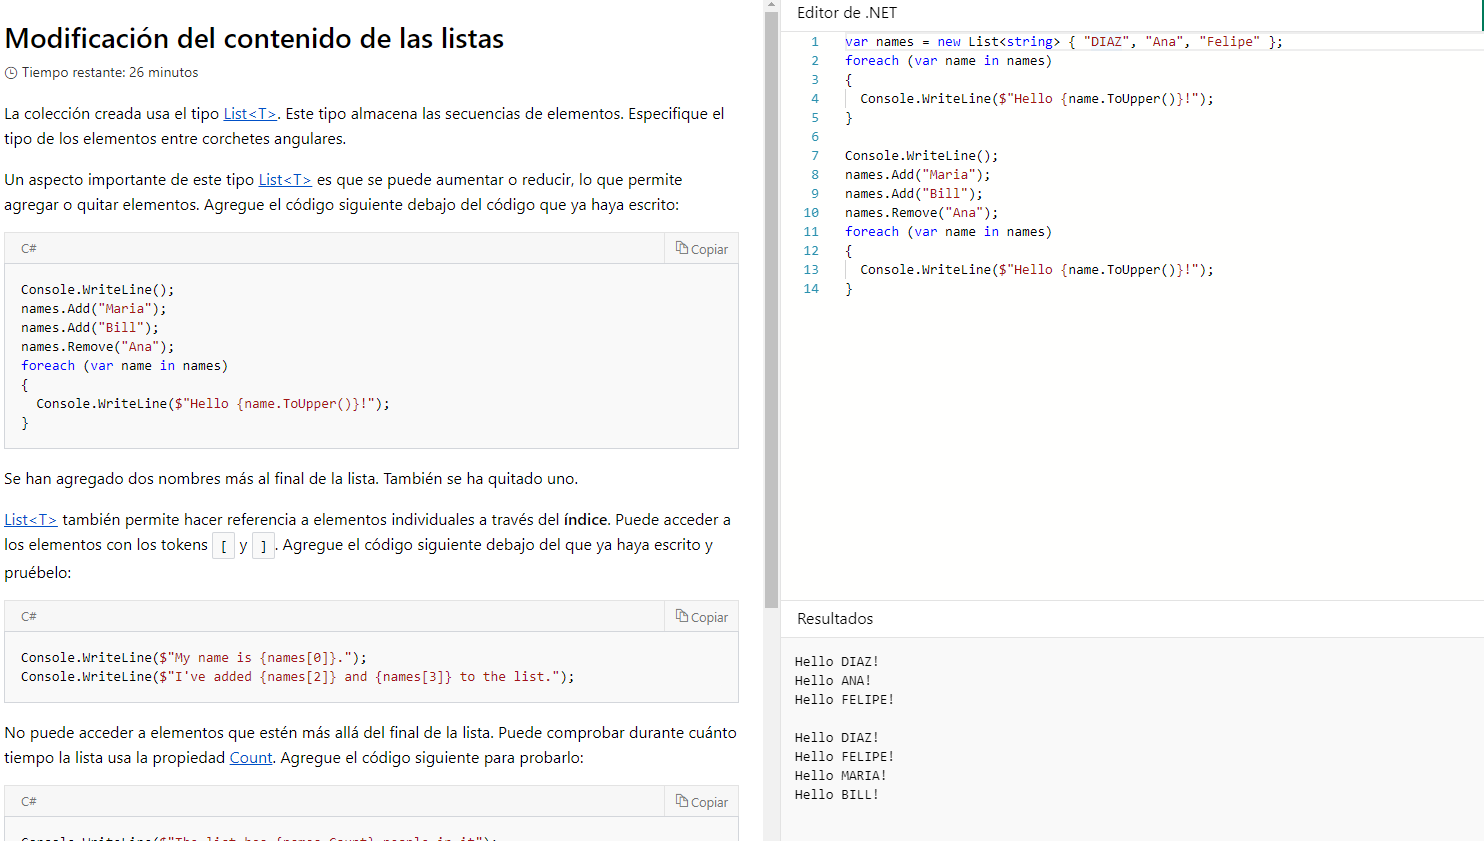 Modificación del contenido de las listas
Tiempo restante: 26 minutos
La colección creada usa el tipo List<T>. Este tipo almacena las secuencias de elementos. Especifique el
tipo de los elementos entre corchetes angulares.
Un aspecto importante de este tipo List<T> es que se puede aumentar o reducir, lo que permite
agregar o quitar elementos. Agregue el código siguiente debajo del código que ya haya escrito:
C#
Copiar
Console.WriteLine();
names.Add("Maria");
names.Add("Bill");
names.Remove("Ana");
foreach (var name in names)
{
  Console.WriteLine($"Hello {name.ToUpper()}!");
}
Se han agregado dos nombres más al final de la lista. También se ha quitado uno.
List<T> también permite hacer referencia a elementos individuales a través del índice. Puede acceder a
los elementos con los tokens [ y ]. Agregue el código siguiente debajo del que ya haya escrito y
pruébelo:
C#
Copiar
Console.WriteLine($"My name is {names[0]}.");
Console.WriteLine($"I've added {names[2]} and {names[3]} to the list.");
No puede acceder a elementos que estén más allá del final de la lista. Puede comprobar durante cuánto
tiempo la lista usa la propiedad Count. Agregue el código siguiente para probarlo:
C#
Copiar
Console.WriteLine($"The list has {names.Count} people in it");
Editor de .NET
1 var names = new List<string> { "DIAZ", "Ana", "Felipe" };
2 foreach (var name in names)
3 {
4   Console.WriteLine($"Hello {name.ToUpper()}!");
5 }
6
7 Console.WriteLine();
8 names.Add("Maria");
9 names.Add("Bill");
10 names.Remove("Ana");
11 foreach (var name in names)
12 {
13   Console.WriteLine($"Hello {name.ToUpper()}!");
14 }
Resultados
Hello DIAZ!
Hello ANA!
Hello FELIPE!
Hello DIAZ!
Hello FELIPE!
Hello MARIA!
Hello BILL!